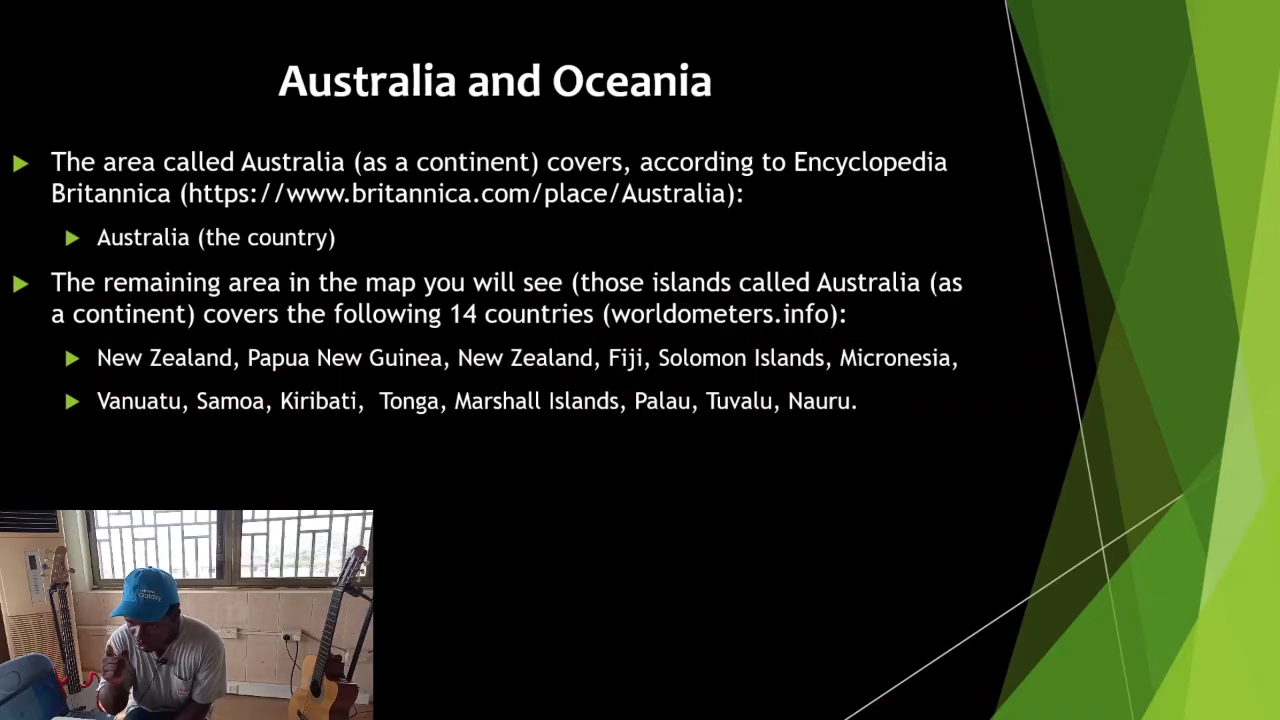 Australia and Oceania
The area called Australia (as a continent) covers, according to Encyclopedia
Britannica (https://www.britannica.com/place/Australia):
Australia (the country)
The remaining area in the map you will see (those islands called Australia (as
a continent) covers the following 14 countries (worldometers.info):
New Zealand, Papua New Guinea, New Zealand, Fiji, Solomon Islands, Micronesia,
Vanuatu, Samoa, Kiribati,  Tonga, Marshall Islands, Palau, Tuvalu, Nauru.
Galaxy